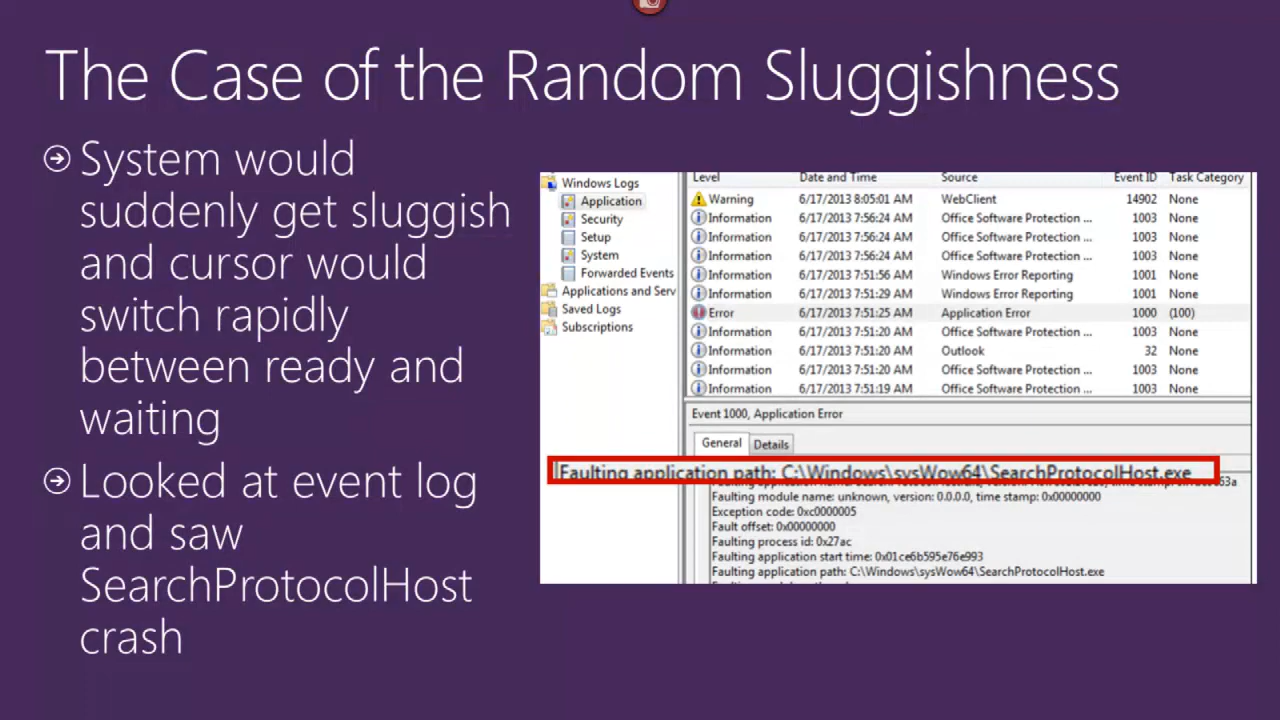 The Case of the Random Sluggishness
System would
suddenly get sluggish
and cursor would
switch rapidly
between ready and
waiting
Looked at event log
and saw
SearchProtocolHost
crash
Windows Logs
Application
Security
Setup
System
Forwarded Events
Applications and Serv
Saved Logs
Subscriptions
Level Date and Time Source Event ID Task Category
Warning 6/17/2013 8:05:01 AM WebClient 14902 None
Information 6/17/2013 7:56:24 AM Office Software Protection ... 1003 None
Information 6/17/2013 7:56:24 AM Office Software Protection ... 1003 None
Information 6/17/2013 7:56:24 AM Office Software Protection ... 1003 None
Information 6/17/2013 7:51:56 AM Windows Error Reporting 1001 None
Information 6/17/2013 7:51:29 AM Windows Error Reporting 1001 None
Error 6/17/2013 7:51:25 AM Application Error 1000 (100)
Information 6/17/2013 7:51:20 AM Office Software Protection ... 1003 None
Information 6/17/2013 7:51:20 AM Outlook 32 None
Information 6/17/2013 7:51:20 AM Office Software Protection ... 1003 None
Information 6/17/2013 7:51:19 AM Office Software Protection ... 1003 None
Event 1000, Application Error
General Details
Faulting application path: C:\Windows\sysWow64\SearchProtocolHost.exe
Faulting module name: unknown, version: 0.0.0.0, time stamp: 0x00000000
Exception code: 0xc0000005
Fault offset: 0x00000000
Faulting process id: 0x27ac
Faulting application start time: 0x01ce6b595e76e993
Faulting application path: C:\Windows\sysWow64\SearchProtocolHost.exe